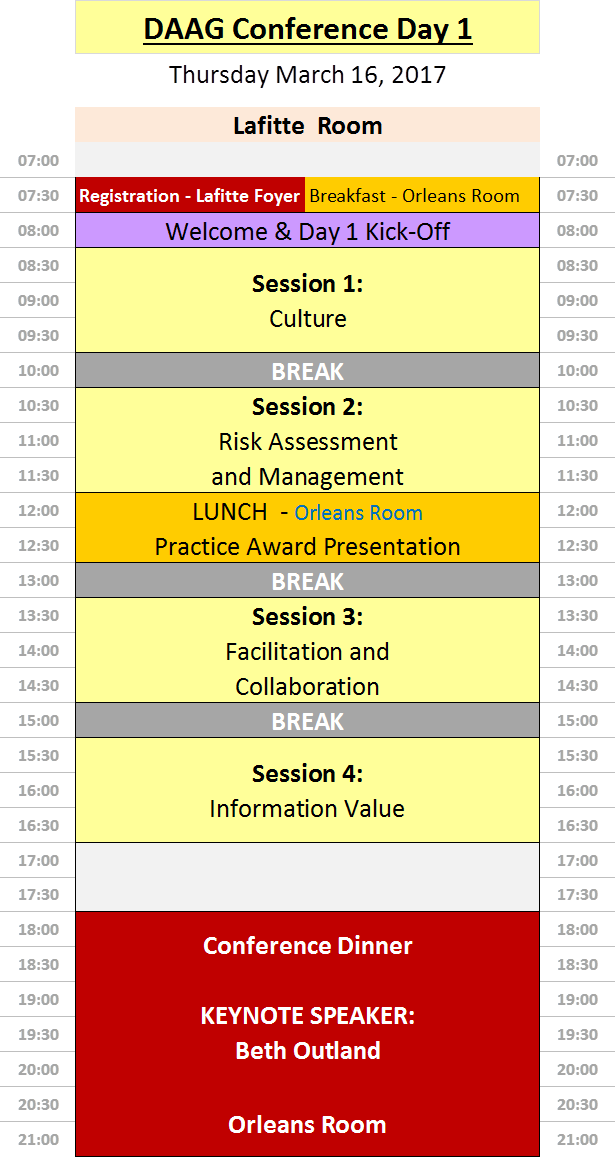 DAAG Conference Day 1
Thursday March 16, 2017
Lafitte Room
07:00 07:00
07:30 Registration - Lafitte Foyer Breakfast - Orleans Room 07:30
08:00 Welcome & Day 1 Kick-Off 08:00
08:30 08:30
Session 1:
09:00 09:00
Culture
09:30 09:30
10:00 BREAK 10:00
10:30 Session 2: 10:30
11:00 Risk Assessment 11:00
11:30 and Management 11:30
12:00 LUNCH - Orleans Room 12:00
12:30 Practice Award Presentation 12:30
13:00 BREAK 13:00
13:30 Session 3: 13:30
14:00 Facilitation and 14:00
14:30 Collaboration 14:30
15:00 BREAK 15:00
15:30 15:30
Session 4:
16:00 16:00
Information Value
16:30 16:30
17:00 17:00
17:30 17:30
18:00 18:00
Conference Dinner
18:30 18:30
19:00 19:00
KEYNOTE SPEAKER:
19:30 19:30
Beth Outland
20:00 20:00
20:30 20:30
Orleans Room
21:00 21:00